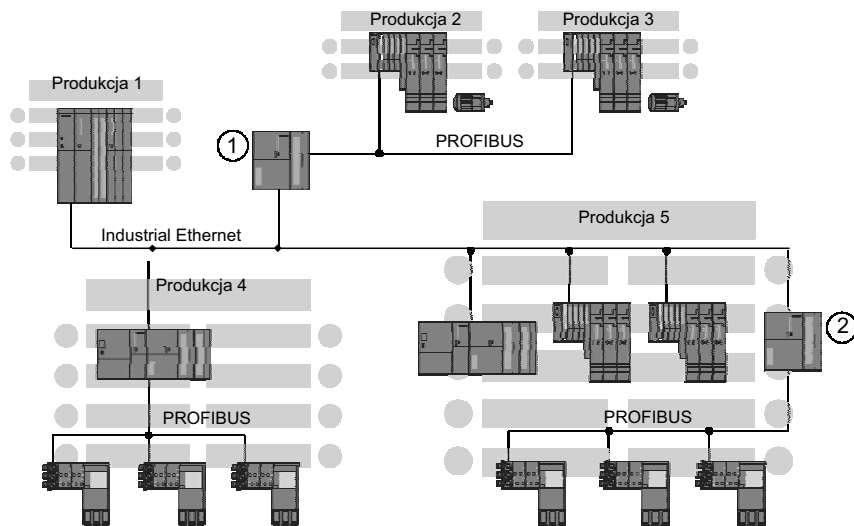 Produkcja 2
Produkcja 3
Produkcja 1
1
PROFIBUS
Produkcja 5
Industrial Ethernet
Produkcja 4
2
PROFIBUS
PROFIBUS